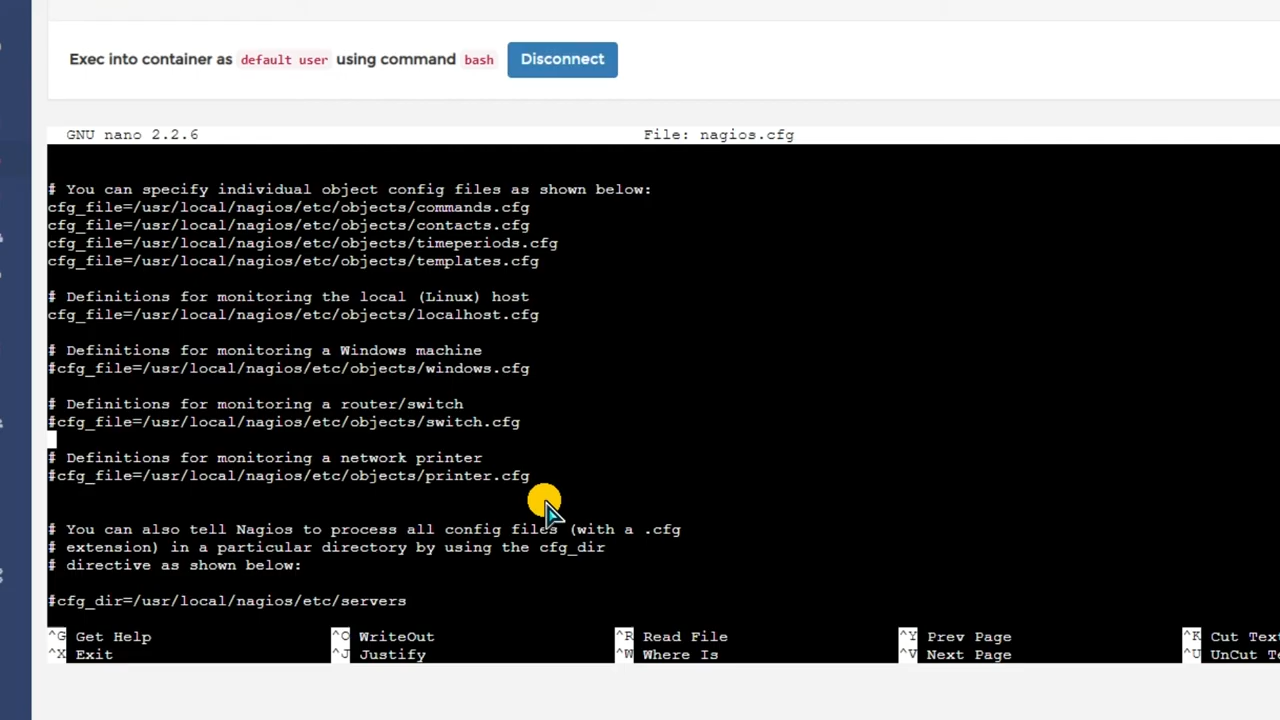 Exec into container as default user using command bash Disconnect
GNU nano 2.2.6 File: nagios.cfg
# You can specify individual object config files as shown below:
cfg_file=/usr/local/nagios/etc/objects/commands.cfg
cfg_file=/usr/local/nagios/etc/objects/contacts.cfg
cfg_file=/usr/local/nagios/etc/objects/timeperiods.cfg
cfg_file=/usr/local/nagios/etc/objects/templates.cfg
# Definitions for monitoring the local (Linux) host
cfg_file=/usr/local/nagios/etc/objects/localhost.cfg
# Definitions for monitoring a Windows machine
#cfg_file=/usr/local/nagios/etc/objects/windows.cfg
# Definitions for monitoring a router/switch
#cfg_file=/usr/local/nagios/etc/objects/switch.cfg
# Definitions for monitoring a network printer
#cfg_file=/usr/local/nagios/etc/objects/printer.cfg
# You can also tell Nagios to process all config files (with a .cfg
# extension) in a particular directory by using the cfg_dir
# directive as shown below:
#cfg_dir=/usr/local/nagios/etc/servers
^G Get Help ^O WriteOut ^R Read File ^Y Prev Page ^K Cut Tex
^X Exit ^J Justify ^W Where Is ^V Next Page ^U UnCut Te